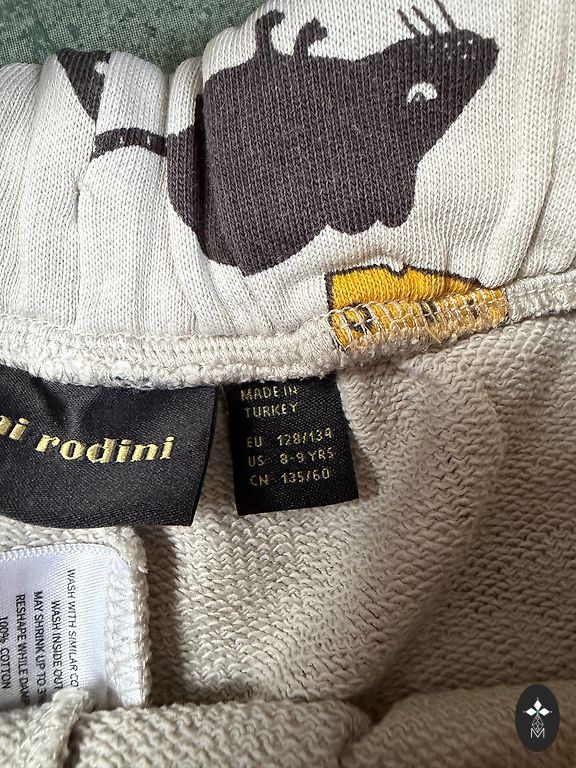 ni rodini
MADE IN
TURKEY
EU 128/134
US 8-9 YRS
CN 135/60
WASH WITH SIMILAR CO
WASH INSIDE OUT
MAY SHRINK UP TO 3
RESHAPE WHILE DAMP
100% COTTON
M